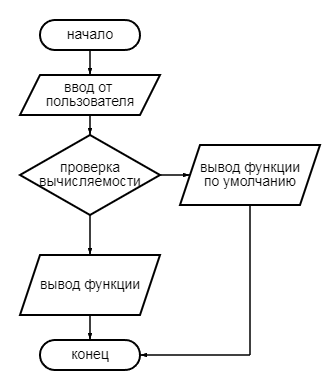 начало
ввод от
пользователя
проверка
вычисляемости
вывод функции
по умолчанию
вывод функции
конец